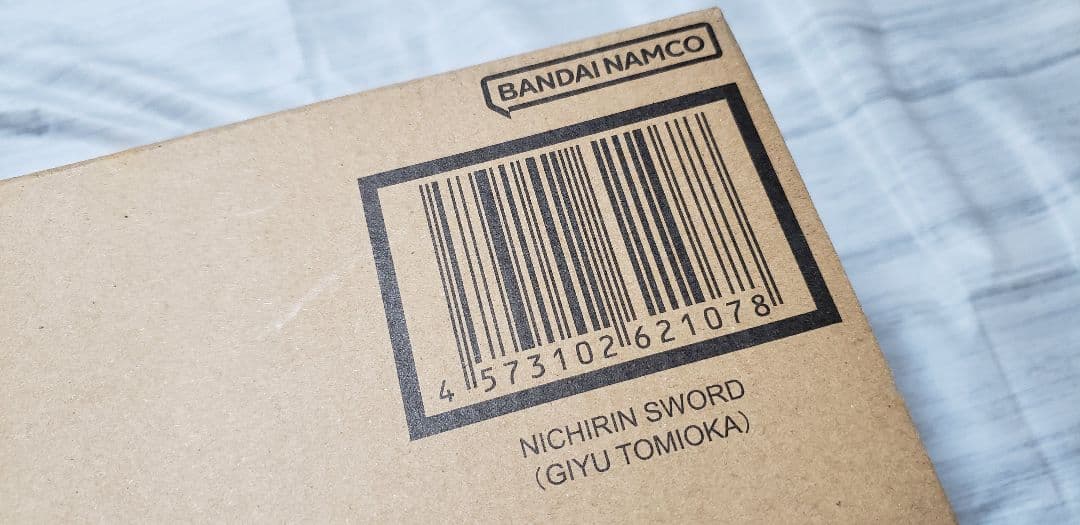 BANDAI NAMCO
4 573102 621078
NICHIRIN SWORD
(GIYU TOMIOKA)